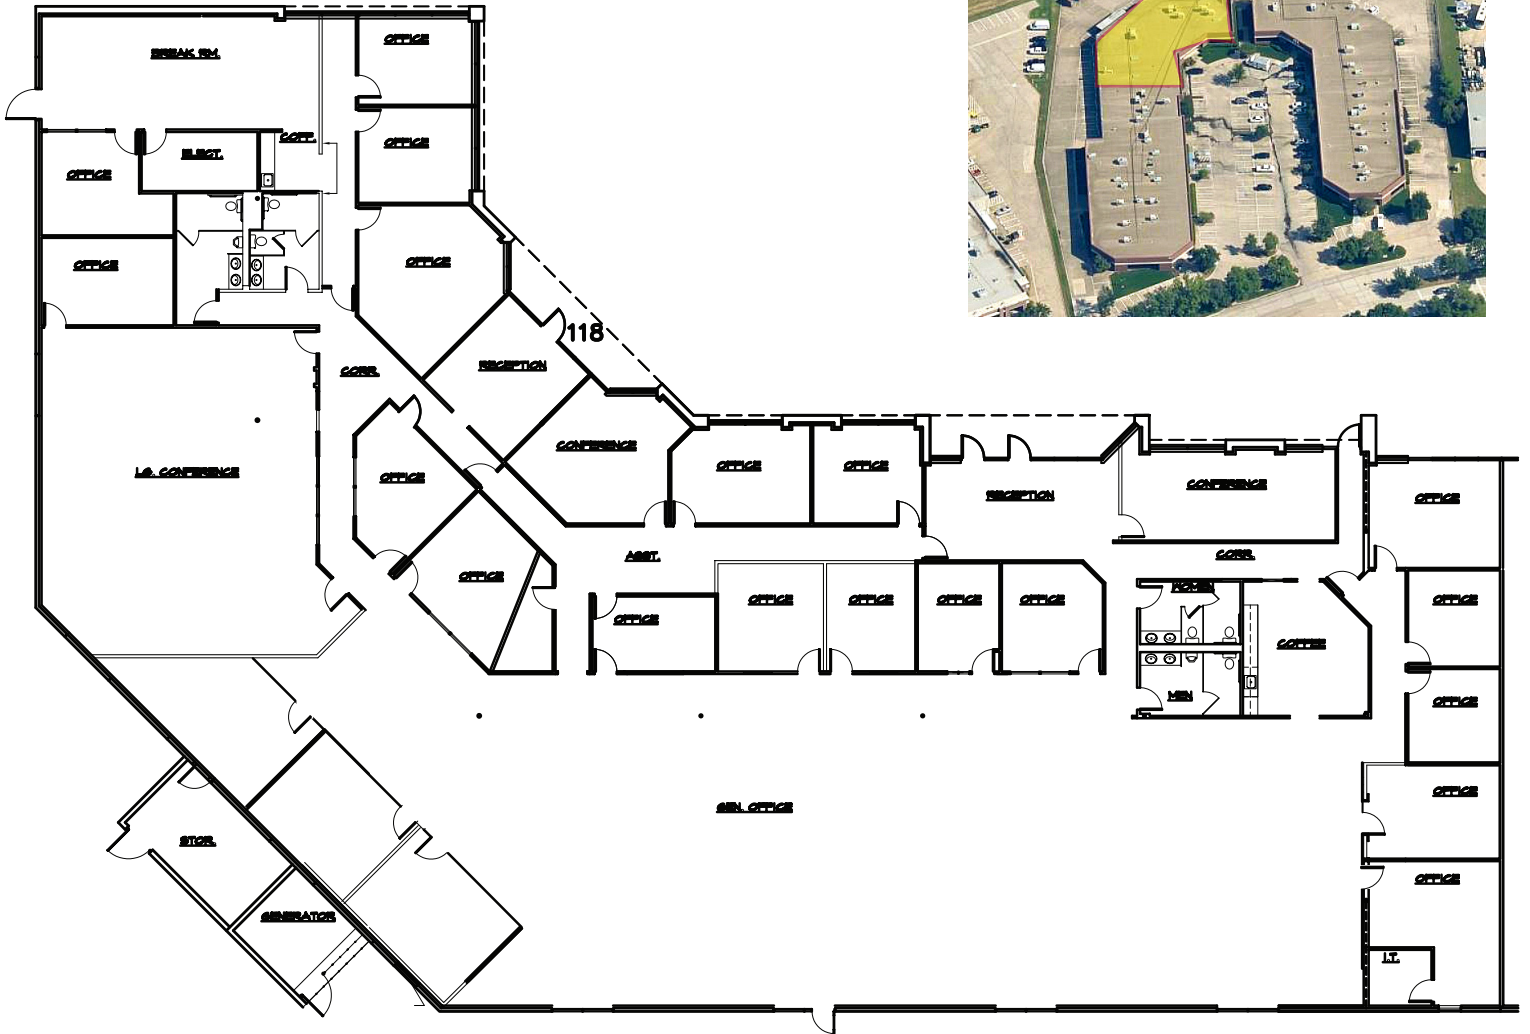 OFFICE
BREAK RM.
COFF.
OFFICE
ELECT.
OFFICE
OFFICE
OFFICE
118
RECEPTION
CORR.
CONFERENCE
OFFICE
OFFICE
LG. CONFERENCE
OFFICE
CONFERENCE
RECEPTION
OFFICE
ASST.
CORR.
OFFICE
WOMEN
OFFICE
OFFICE
OFFICE
OFFICE
OFFICE
OFFICE
COFFEE
MEN
OFFICE
OFFICE
GEN. OFFICE
STOR.
OFFICE
GENERATOR
I.T.